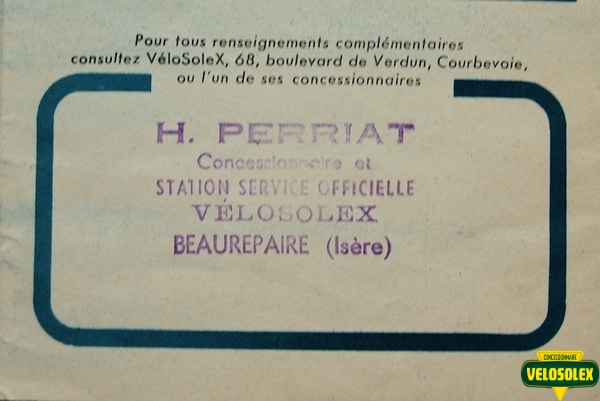 Pour tous renseignements complémentaires
consultez VéloSoleX, 68, boulevard de Verdun, Courbevoie,
ou l'un de ses concessionnaires
H. PERRIAT
Concessionnaire et
STATION SERVICE OFFICIELLE
VÉLOSOLEX
BEAUREPAIRE (Isère)
CONCESSIONNAIRE
VELOSOLEX